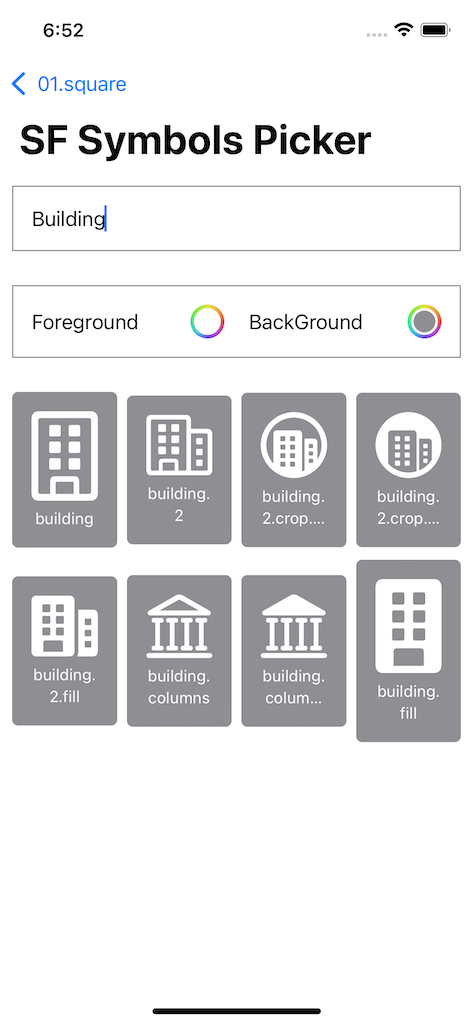 6:52
01.square
SF Symbols Picker
Building
Foreground
BackGround
building
building.
2
building.
2.crop....
building.
2.crop....
building.
2.fill
building.
columns
building.
colum...
building.
fill